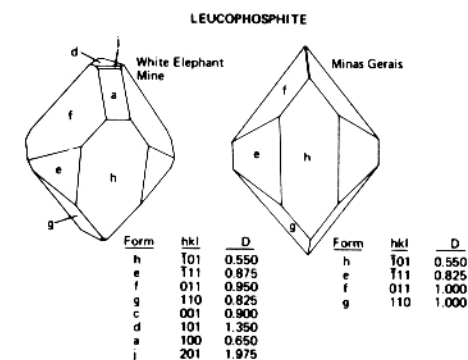 LEUCOPHOSPHITE
j
d
White Elephant
Mine
Minas Gerais
a
f
f
e
h
e
h
g
g
Form hkl D
h 1̄01 0.550
e 1̄11 0.875
f 011 0.950
g 110 0.825
c 001 0.900
d 101 1.350
a 100 0.650
j 201 1.975
Form hkl D
h 1̄01 0.550
e 1̄11 0.825
f 011 1.000
g 110 1.000